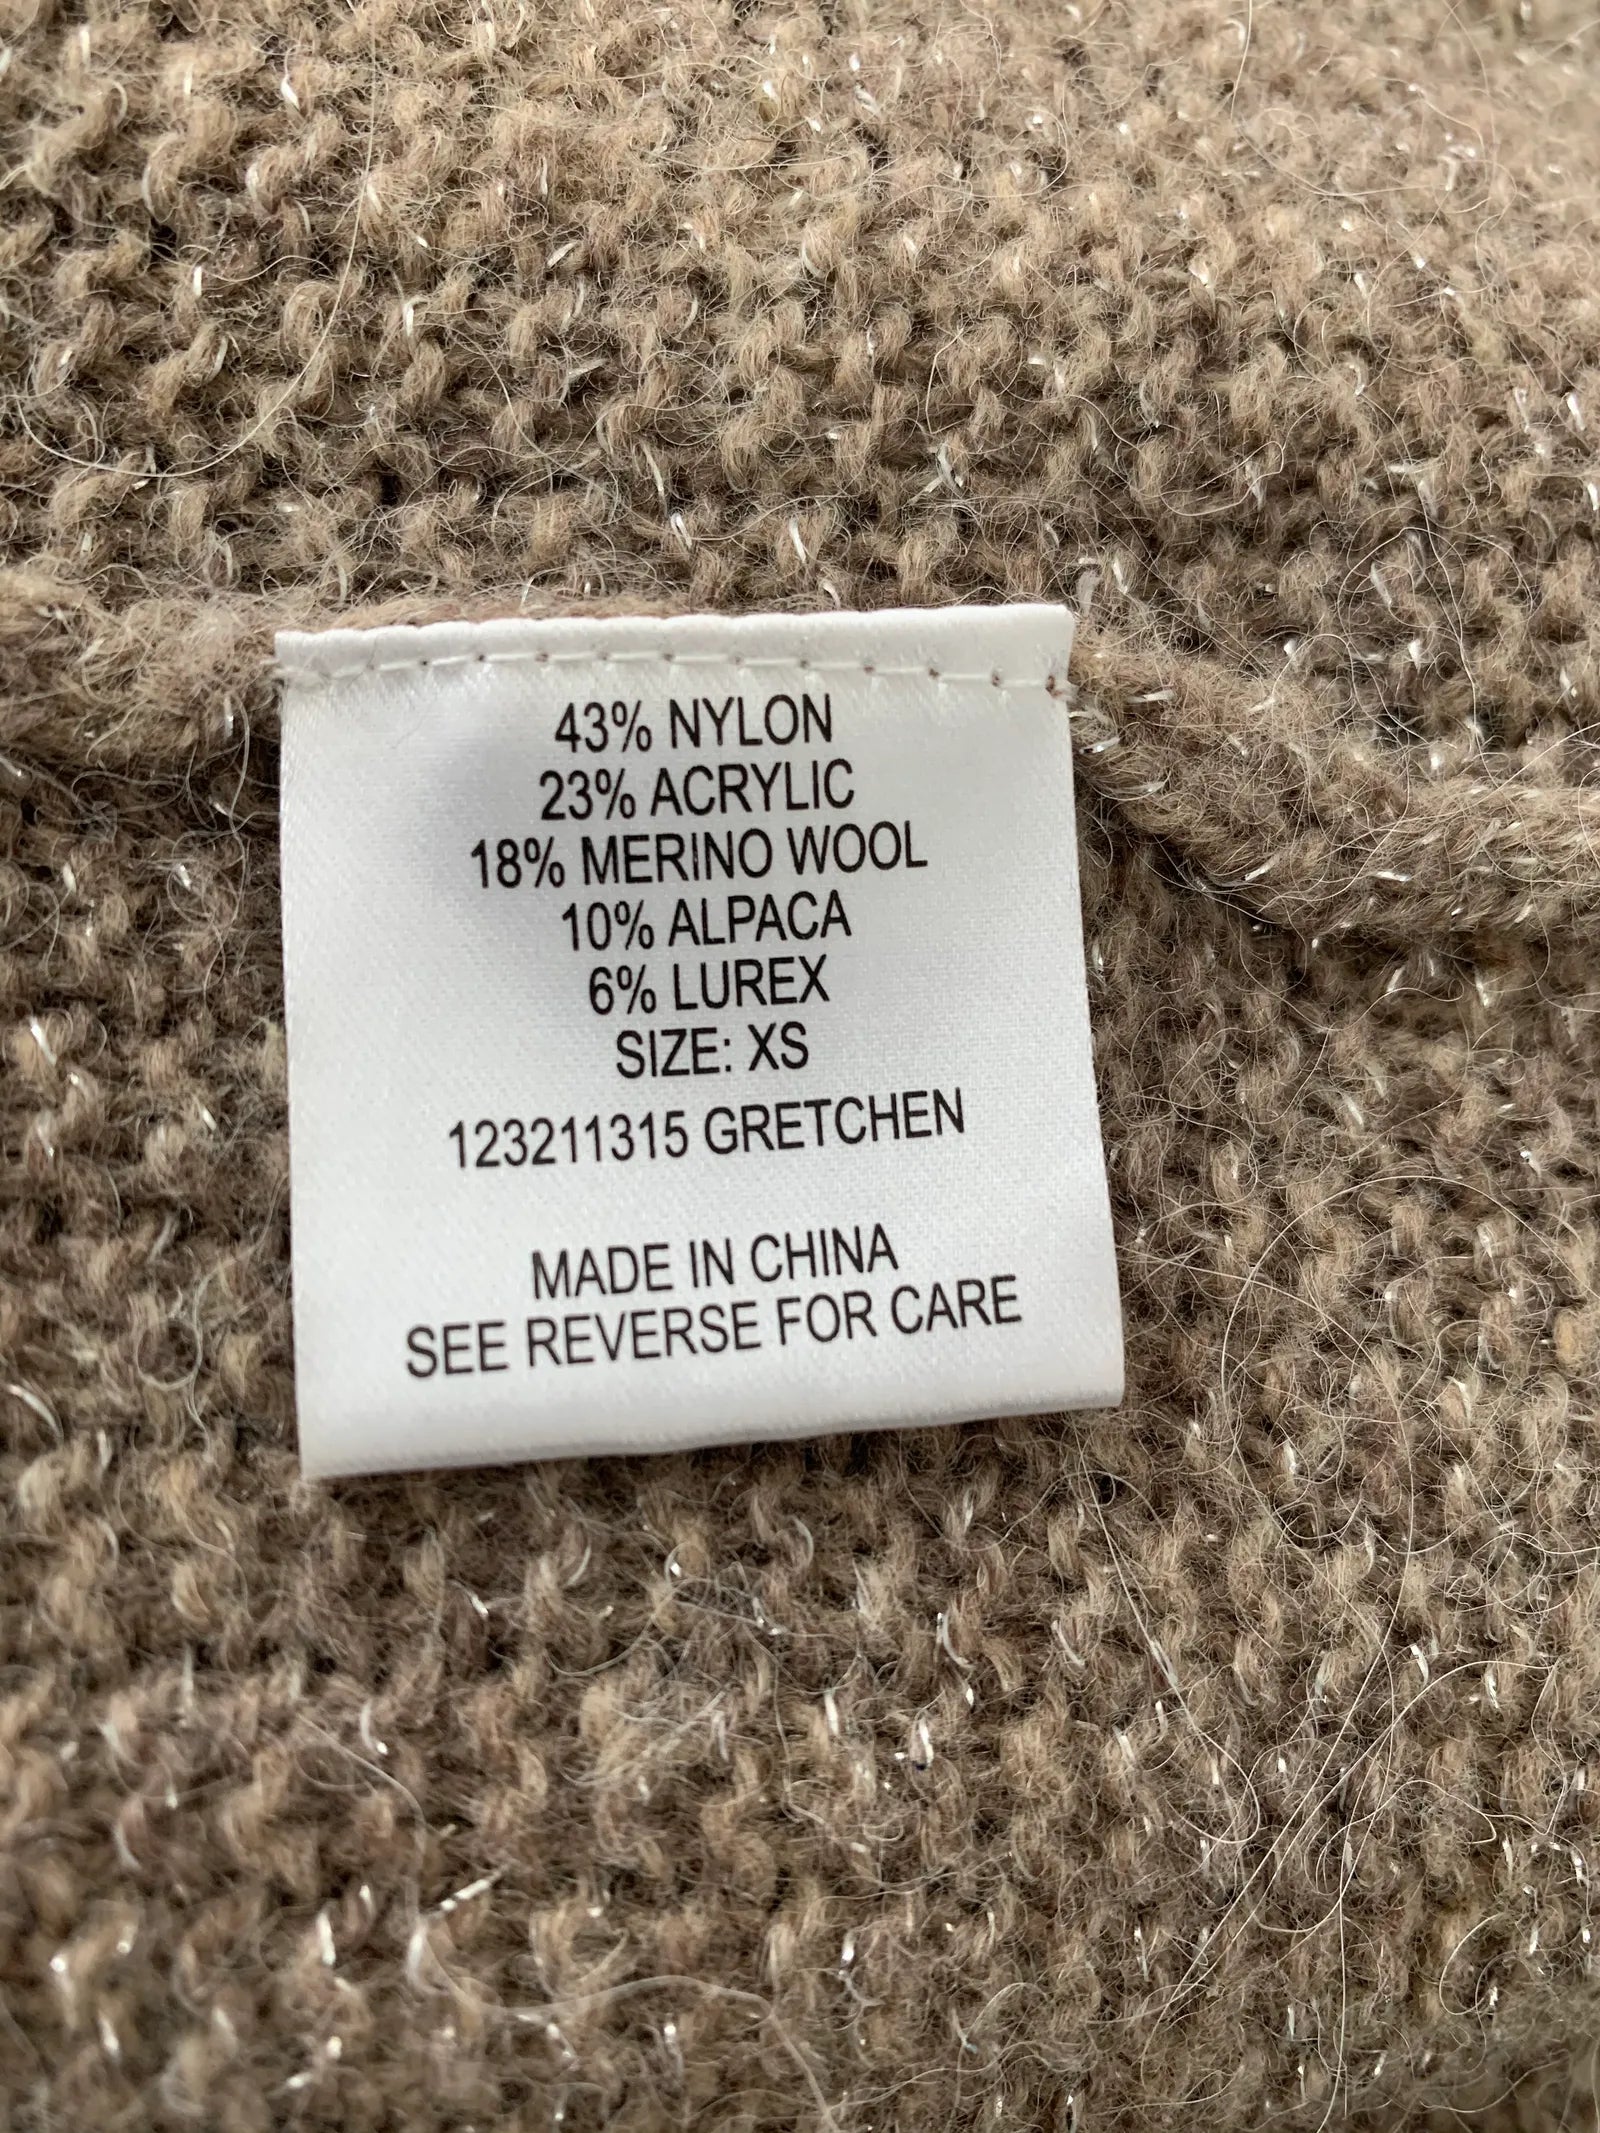 43% NYLON
23% ACRYLIC
18% MERINO WOOL
10% ALPACA
6% LUREX
SIZE: XS
123211315 GRETCHEN
MADE IN CHINA
SEE REVERSE FOR CARE